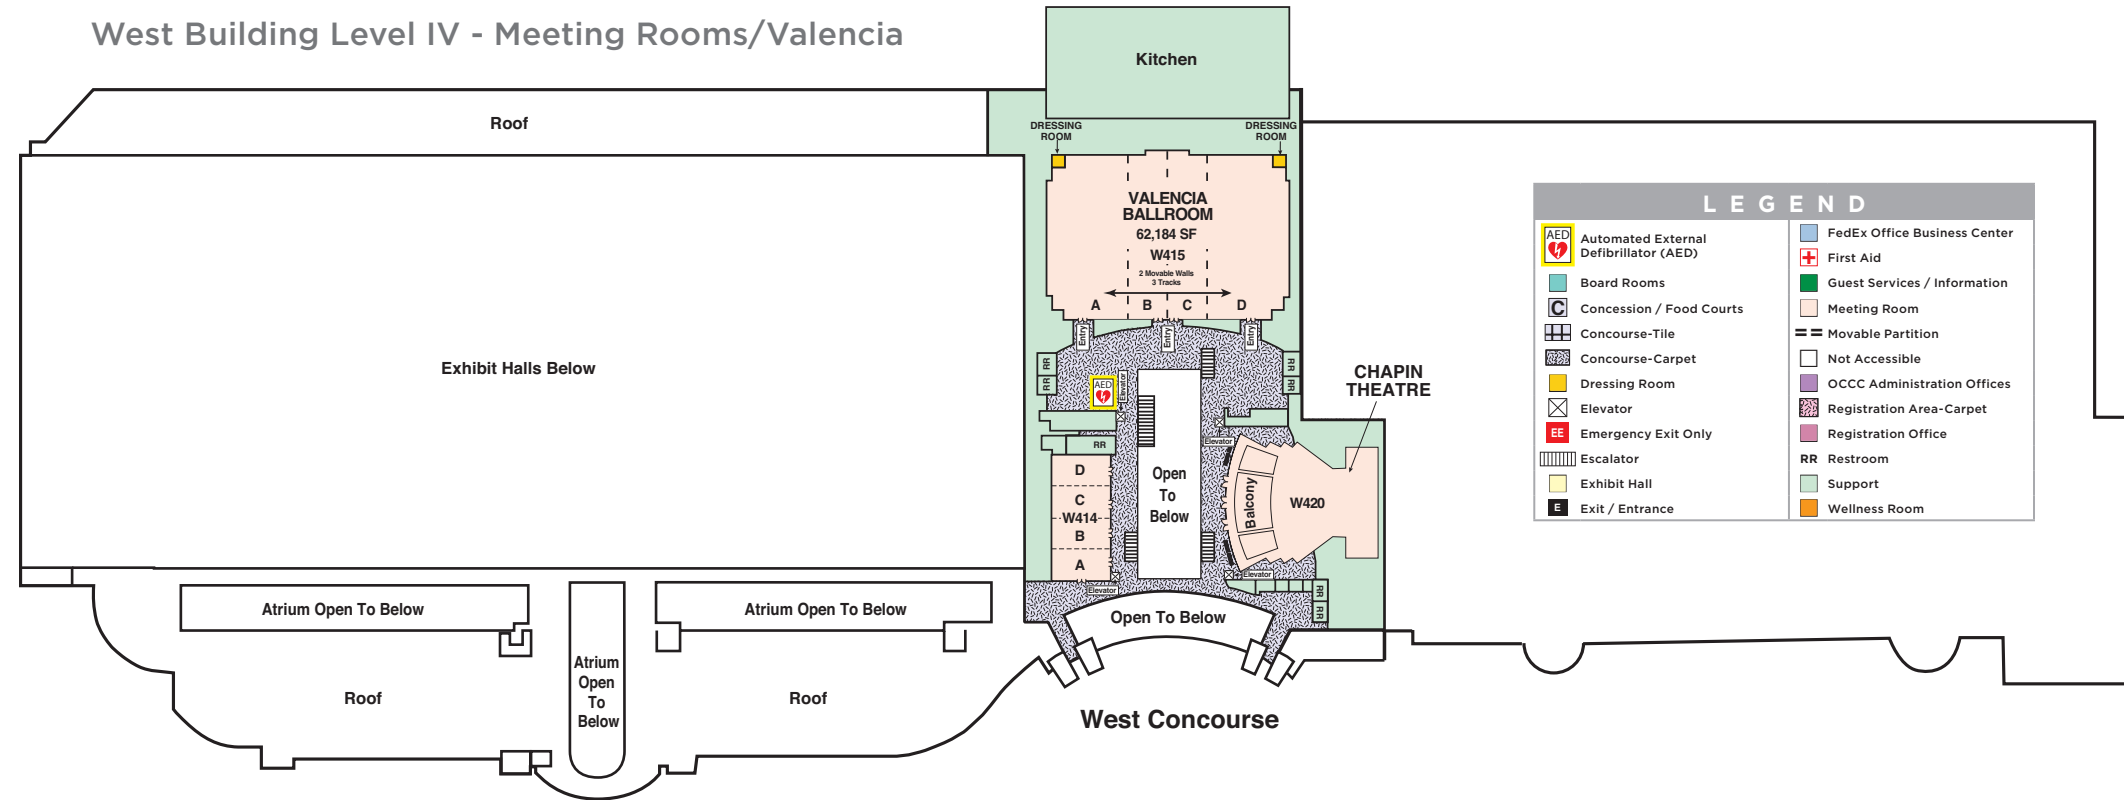 West Building Level IV - Meeting Rooms/Valencia
Kitchen
Roof
DRESSING
ROOM
DRESSING
ROOM
VALENCIA
BALLROOM
62,184 SF
W415
2 Movable Walls
3 Tracks
A
B
C
D
Entry
Entry
Entry
RR
RR
RR
RR
AED
Elevator
Exhibit Halls Below
CHAPIN
THEATRE
RR
Elevator
D
C
W414
B
A
Open
To
Below
Balcony
W420
Elevator
Elevator
RR
RR
Open To Below
Atrium Open To Below
Atrium Open To Below
Atrium
Open
To
Below
Roof
Roof
West Concourse
LEGEND
AED
Automated External
Defibrillator (AED)
Board Rooms
C
Concession / Food Courts
Concourse-Tile
Concourse-Carpet
Dressing Room
Elevator
EE
Emergency Exit Only
Escalator
Exhibit Hall
E
Exit / Entrance
FedEx Office Business Center
First Aid
Guest Services / Information
Meeting Room
Movable Partition
Not Accessible
OCCC Administration Offices
Registration Area-Carpet
Registration Office
RR Restroom
Support
Wellness Room